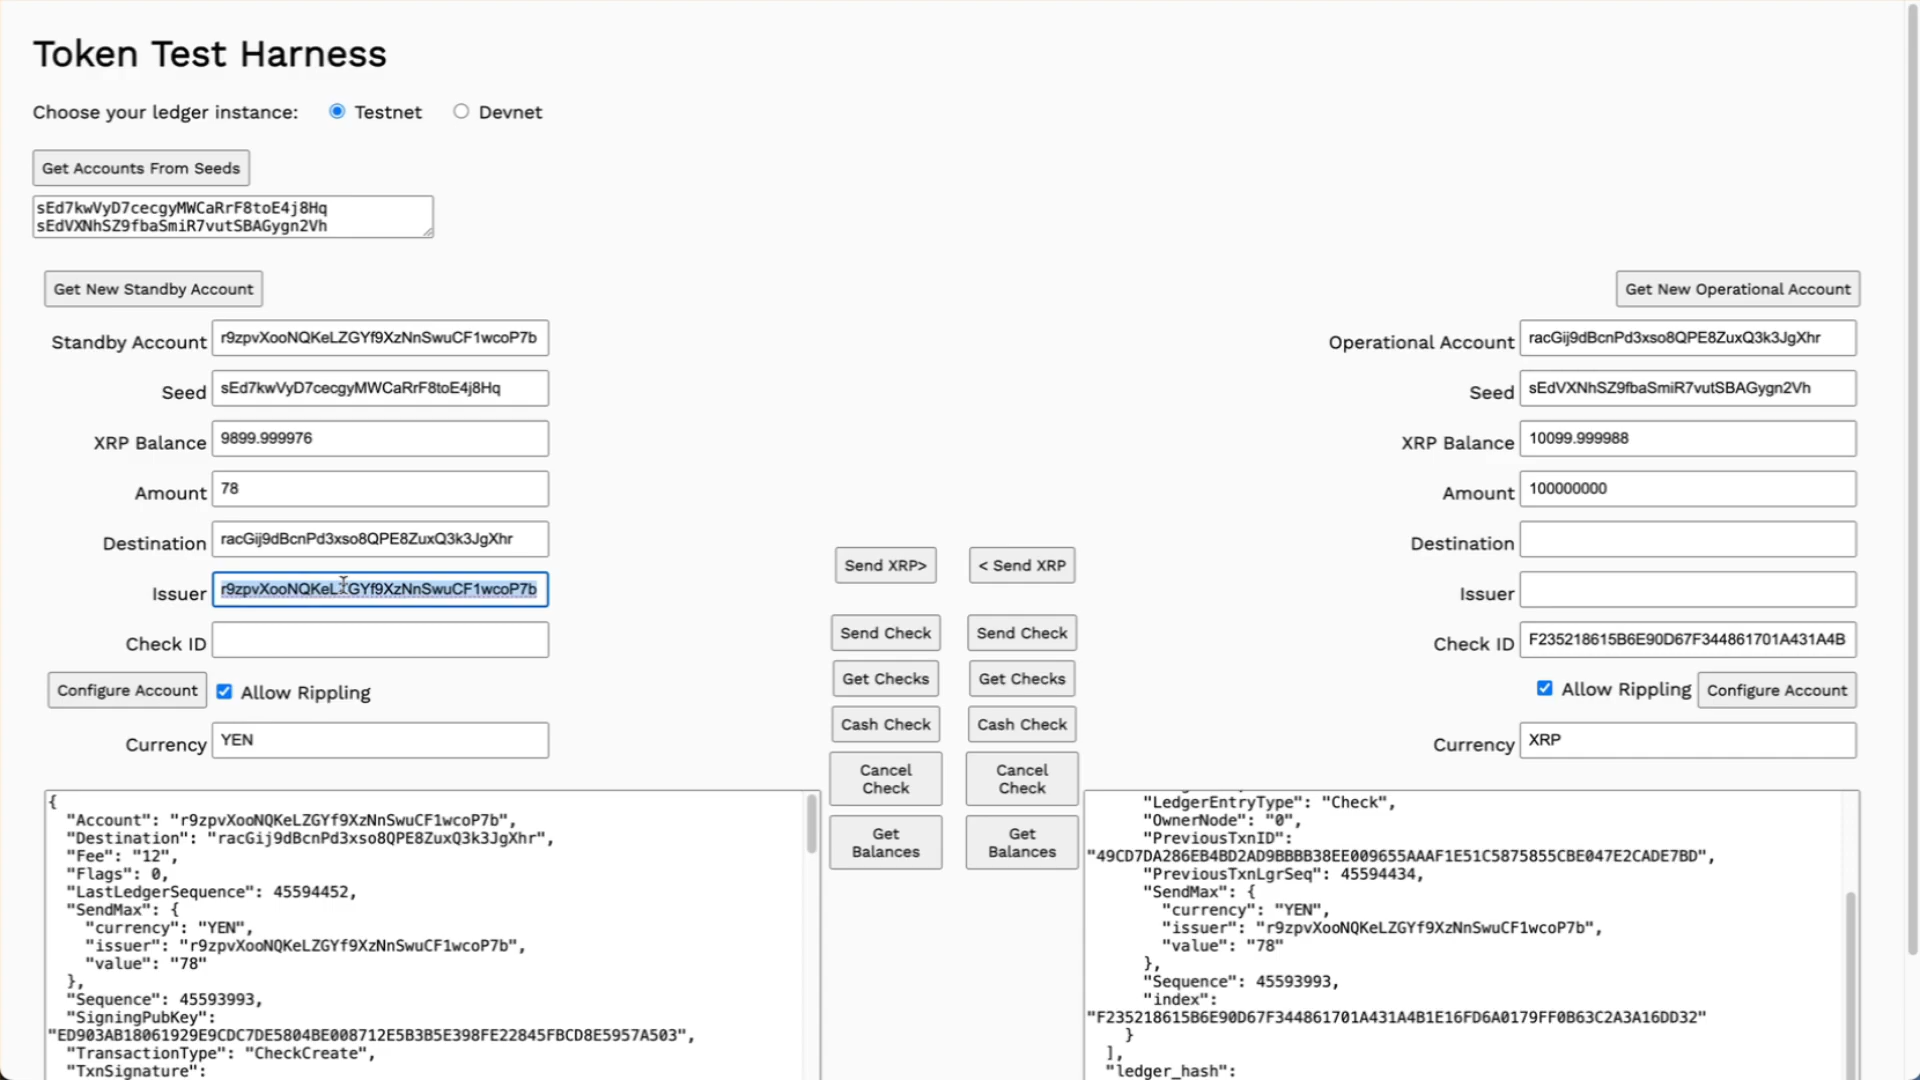 Token Test Harness
Choose your ledger instance: Testnet Devnet
Get Accounts From Seeds
sEd7kwVyD7cecgyMWCaRrF8toE4j8Hq
sEdVXNhSZ9fbaSmiR7vutSBAGygn2Vh
Get New Standby Account
Standby Account r9zpvXooNQKeLZGYf9XzNnSwuCF1wcoP7b
Seed sEd7kwVyD7cecgyMWCaRrF8toE4j8Hq
XRP Balance 9899.999976
Amount 78
Destination racGij9dBcnPd3xso8QPE8ZuxQ3k3JgXhr
Issuer r9zpvXooNQKeLZGYf9XzNnSwuCF1wcoP7b
Check ID
Configure Account Allow Rippling
Currency YEN
{
"Account": "r9zpvXooNQKeLZGYf9XzNnSwuCF1wcoP7b",
"Destination": "racGij9dBcnPd3xso8QPE8ZuxQ3k3JgXhr",
"Fee": "12",
"Flags": 0,
"LastLedgerSequence": 45594452,
"SendMax": {
"currency": "YEN",
"issuer": "r9zpvXooNQKeLZGYf9XzNnSwuCF1wcoP7b",
"value": "78"
},
"Sequence": 45593993,
"SigningPubKey":
"ED903AB18061929E9CDC7DE5804BE008712E5B3B5E398FE22845FBCD8E5957A503",
"TransactionType": "CheckCreate",
"TxnSignature":
Send XRP> < Send XRP
Send Check Send Check
Get Checks Get Checks
Cash Check Cash Check
Cancel Check Cancel Check
Get Balances Get Balances
Get New Operational Account
Operational Account racGij9dBcnPd3xso8QPE8ZuxQ3k3JgXhr
Seed sEdVXNhSZ9fbaSmiR7vutSBAGygn2Vh
XRP Balance 10099.999988
Amount 100000000
Destination
Issuer
Check ID F235218615B6E90D67F344861701A431A4B
Allow Rippling Configure Account
Currency XRP
"LedgerEntryType": "Check",
"OwnerNode": "0",
"PreviousTxnID":
"49CD7DA286EB4BD2AD9BBBB38EE009655AAAF1E51C5875855CBE047E2CADE7BD",
"PreviousTxnLgrSeq": 45594434,
"SendMax": {
"currency": "YEN",
"issuer": "r9zpvXooNQKeLZGYf9XzNnSwuCF1wcoP7b",
"value": "78"
},
"Sequence": 45593993,
"index":
"F235218615B6E90D67F344861701A431A4B1E16FD6A0179FF0B63C2A3A16DD32"
}
],
"ledger_hash":